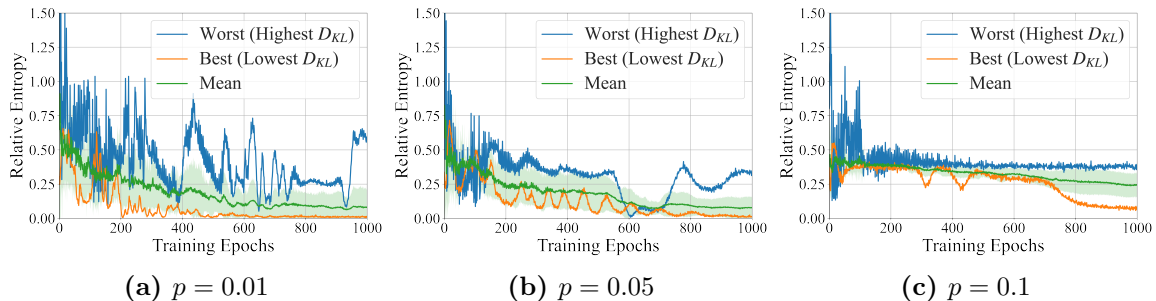 1.50
1.25
1.00
0.75
0.50
0.25
0.00
Relative Entropy
Worst (Highest D_{KL})
Best (Lowest D_{KL})
Mean
0 200 400 600 800 1000
Training Epochs
(a) p = 0.01
1.50
1.25
1.00
0.75
0.50
0.25
0.00
Relative Entropy
Worst (Highest D_{KL})
Best (Lowest D_{KL})
Mean
0 200 400 600 800 1000
Training Epochs
(b) p = 0.05
1.50
1.25
1.00
0.75
0.50
0.25
0.00
Relative Entropy
Worst (Highest D_{KL})
Best (Lowest D_{KL})
Mean
0 200 400 600 800 1000
Training Epochs
(c) p = 0.1